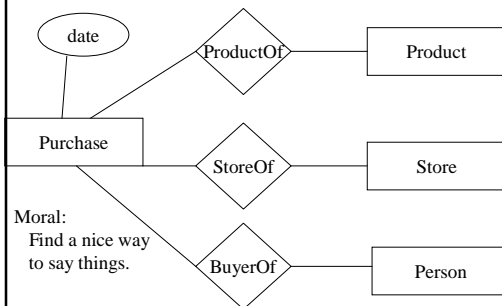 date
ProductOf
Product
Purchase
StoreOf
Store
Moral:
Find a nice way
to say things.
BuyerOf
Person